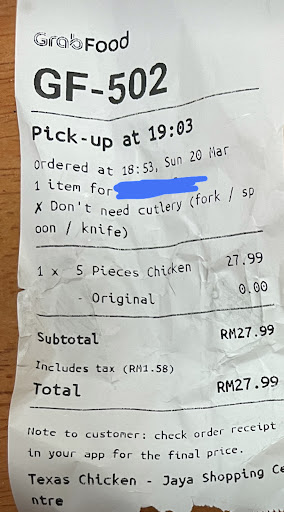 GrabFood
GF-502
Pick-up at 19:03
Ordered at 18:53, Sun 20 Mar
1 item for
✗ Don't need cutlery (fork / sp
oon / knife)
1 x 5 Pieces Chicken 27.99
- Original 0.00
Subtotal RM27.99
Includes tax (RM1.58)
Total RM27.99
Note to customer: check order receipt
in your app for the final price.
Texas Chicken - Jaya Shopping Ce
ntre